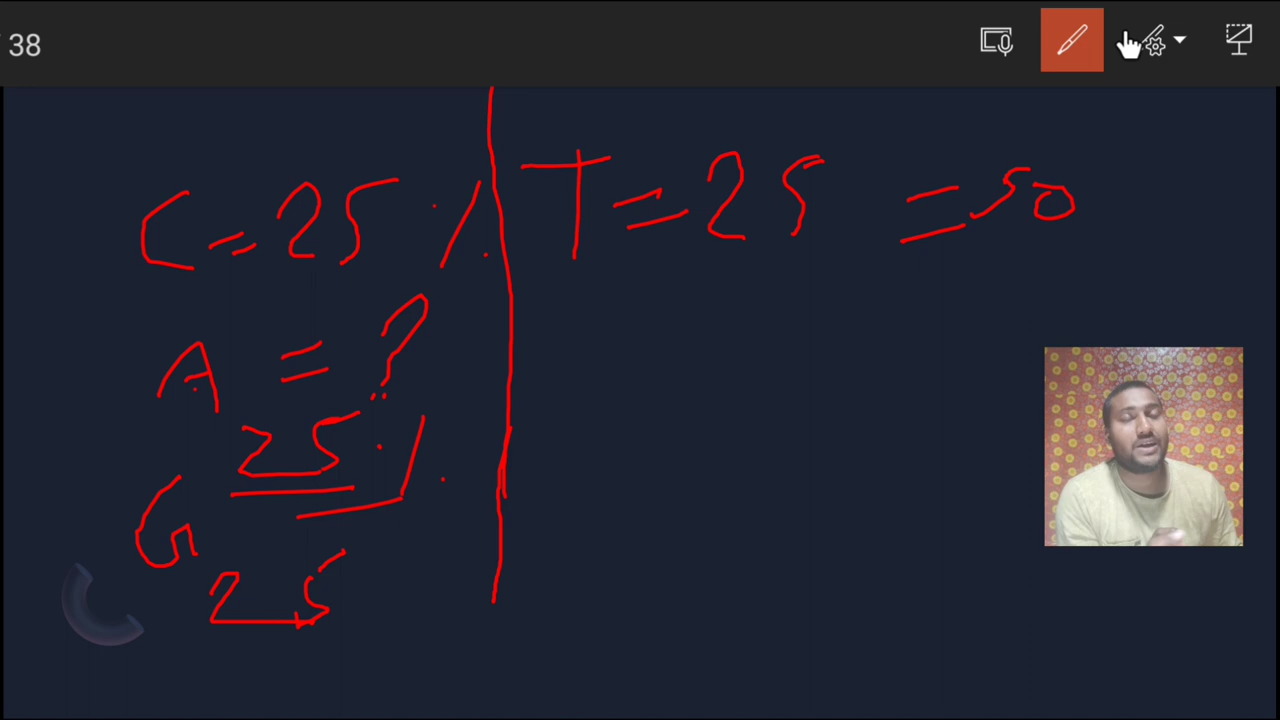 38
C = 25 %
T = 25 = 50
A = ?
25 %
G
25